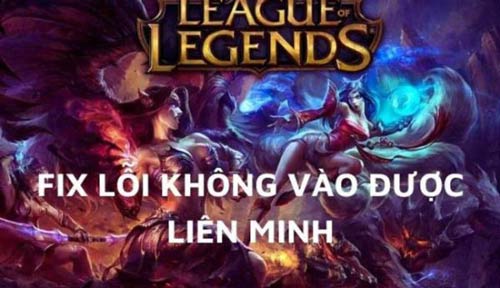 LEAGUE OF
LEGENDS
FIX LỖI KHÔNG VÀO ĐƯỢC
LIÊN MINH